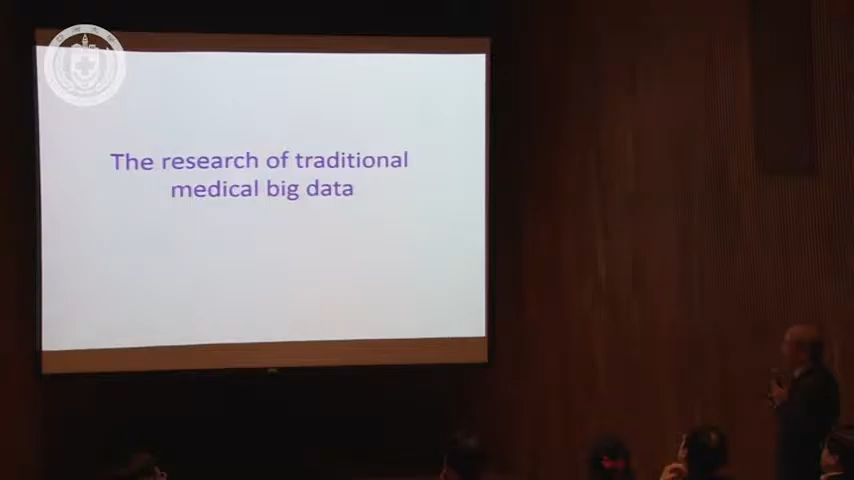 The research of traditional
medical big data